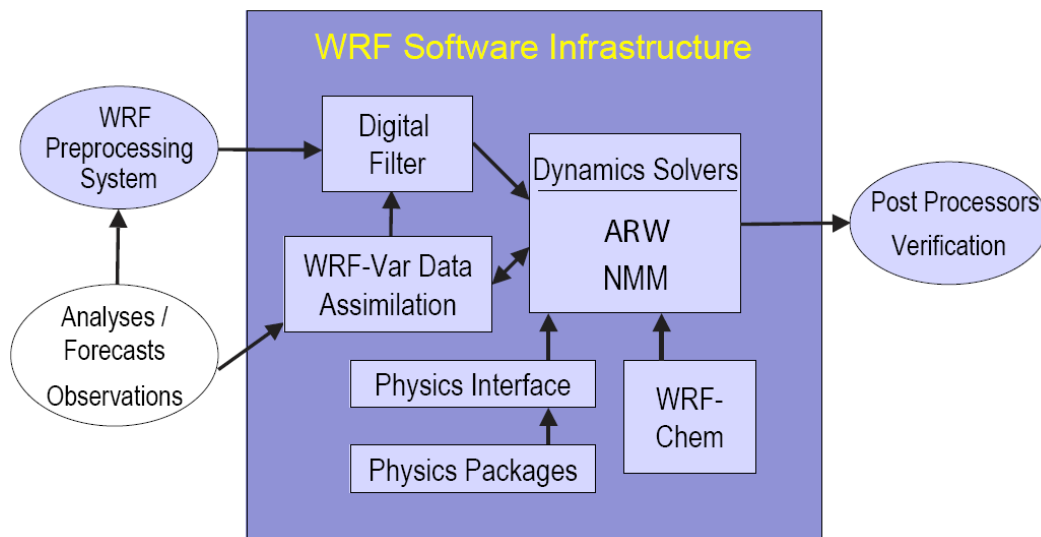 WRF Software Infrastructure
WRF
Preprocessing
System
Digital
Filter
Dynamics Solvers
ARW
NMM
Post Processors
Verification
WRF-Var Data
Assimilation
Analyses /
Forecasts
Observations
Physics Interface
WRF-
Chem
Physics Packages